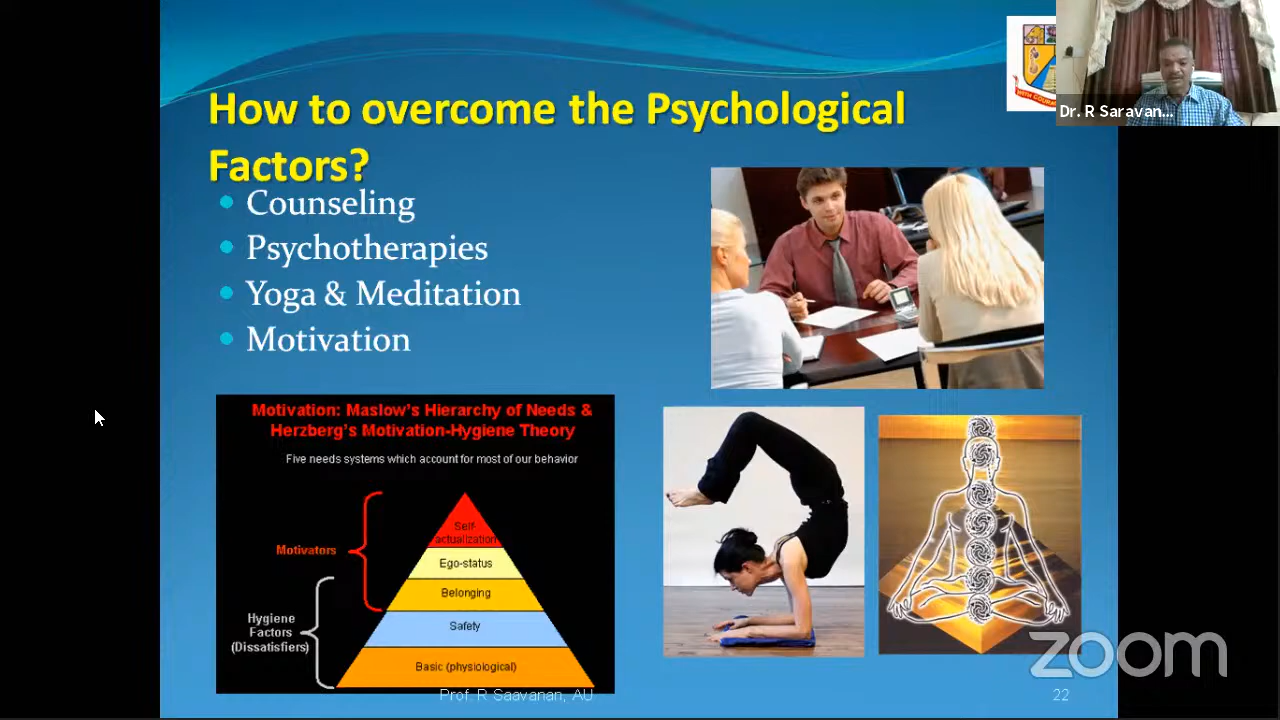 How to overcome the Psychological
Factors?
Counseling
Psychotherapies
Yoga & Meditation
Motivation
Motivation: Maslow's Hierarchy of Needs &
Herzberg's Motivation-Hygiene Theory
Five needs systems which account for most of our behavior
Self-
actualization
Motivators
Ego-status
Belonging
Hygiene
Factors
(Dissatisfiers)
Safety
Basic (physiological)
Prof. R Saavanan, AU
22
Dr. R Saravan...
WITH COUR
zoom